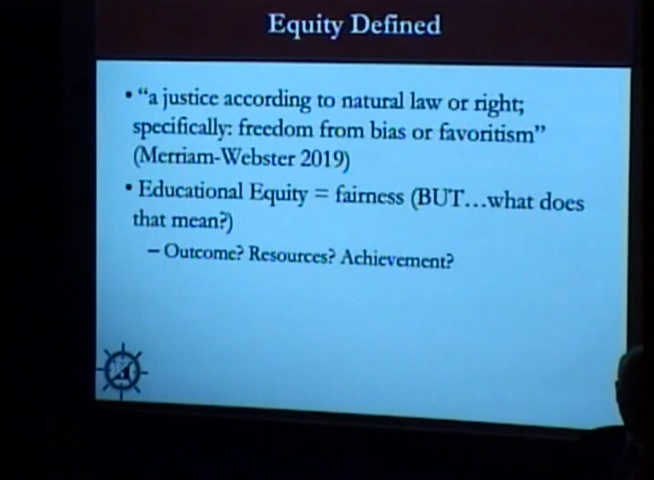 Equity Defined
• “a justice according to natural law or right;
specifically: freedom from bias or favoritism”
(Merriam-Webster 2019)
• Educational Equity = fairness (BUT…what does
that mean?)
– Outcome? Resources? Achievement?